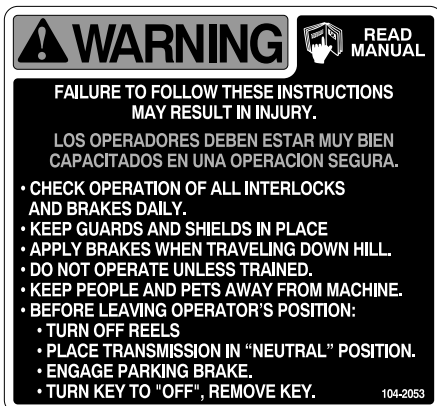 WARNING
READ
MANUAL
FAILURE TO FOLLOW THESE INSTRUCTIONS
MAY RESULT IN INJURY.
LOS OPERADORES DEBEN ESTAR MUY BIEN
CAPACITADOS EN UNA OPERACION SEGURA.
• CHECK OPERATION OF ALL INTERLOCKS
AND BRAKES DAILY.
• KEEP GUARDS AND SHIELDS IN PLACE
• APPLY BRAKES WHEN TRAVELING DOWN HILL.
• DO NOT OPERATE UNLESS TRAINED.
• KEEP PEOPLE AND PETS AWAY FROM MACHINE.
• BEFORE LEAVING OPERATOR'S POSITION:
• TURN OFF REELS
• PLACE TRANSMISSION IN “NEUTRAL” POSITION.
• ENGAGE PARKING BRAKE.
• TURN KEY TO "OFF", REMOVE KEY.
104-2053